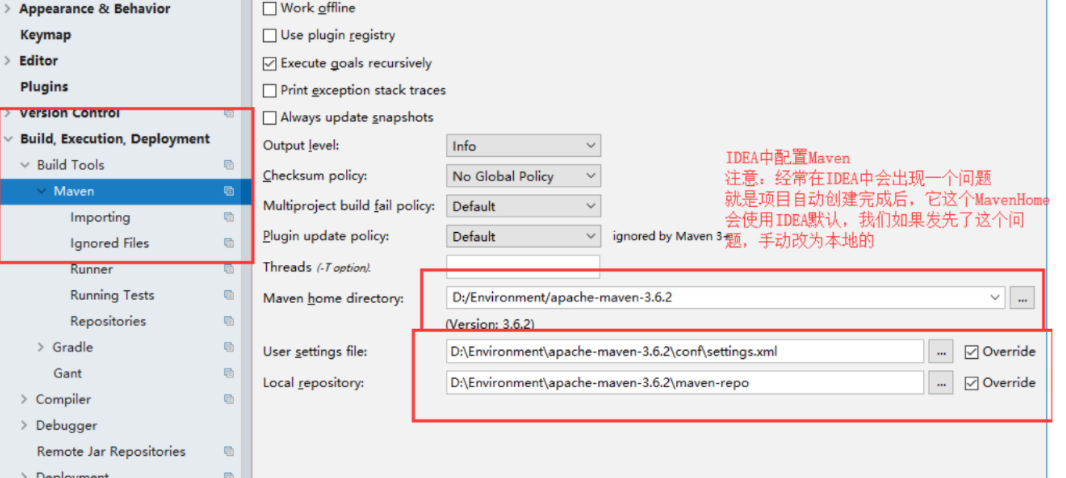 Appearance & Behavior
Keymap
Editor
Plugins
Version Control
Build, Execution, Deployment
Build Tools
Maven
Importing
Ignored Files
Runner
Running Tests
Repositories
Gradle
Gant
Compiler
Debugger
Remote Jar Repositories
Deployment
Work offline
Use plugin registry
Execute goals recursively
Print exception stack traces
Always update snapshots
Output level: Info
Checksum policy: No Global Policy
Multiproject build fail policy: Default
Plugin update policy: Default ignored by Maven 3+
Threads (-T option).
Maven home directory: D:/Environment/apache-maven-3.6.2 ...
(Version: 3.6.2)
User settings file: D:\Environment\apache-maven-3.6.2\conf\settings.xml ... Override
Local repository: D:\Environment\apache-maven-3.6.2\maven-repo ... Override
IDEA中配置Maven
注意：经常在IDEA中会出现一个问题
就是项目自动创建完成后，它这个MavenHome
会使用IDEA默认，我们如果发先了这个问
题，手动改为本地的